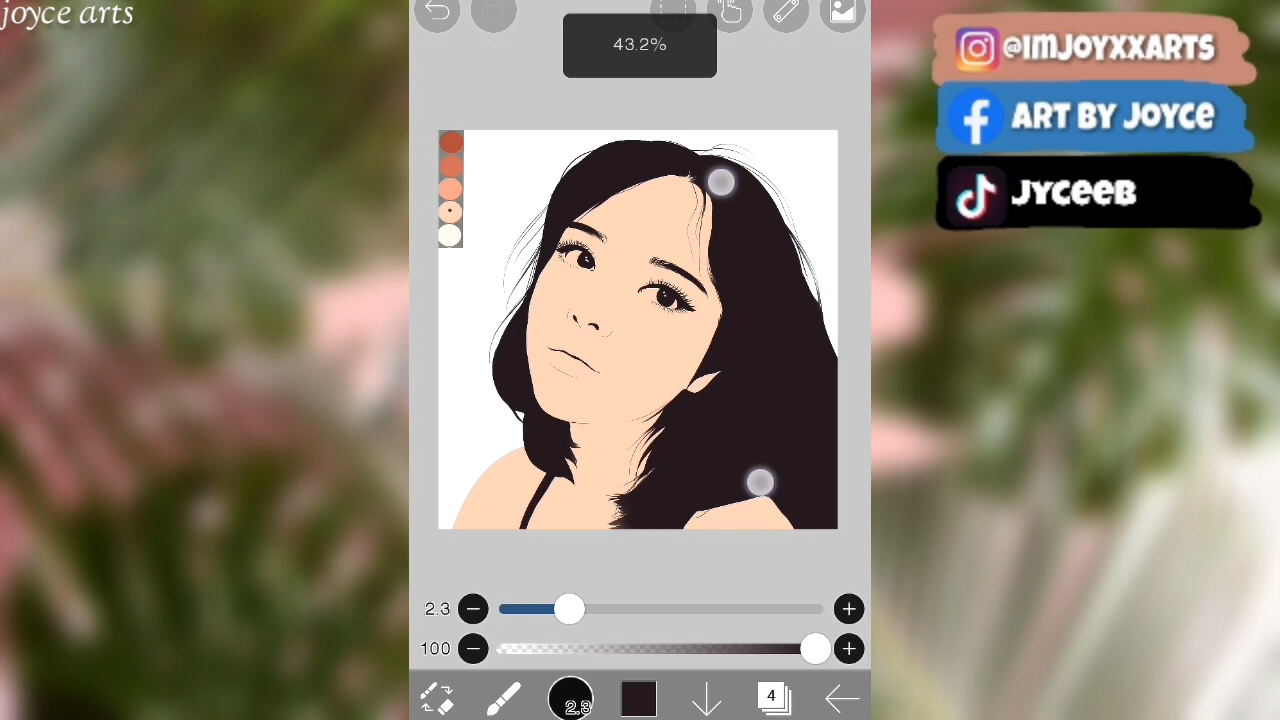 joyce arts
43.2%
@IMJOYXXARTS
ART BY JOYCE
JYCEEB
2.3
100
2.3
4